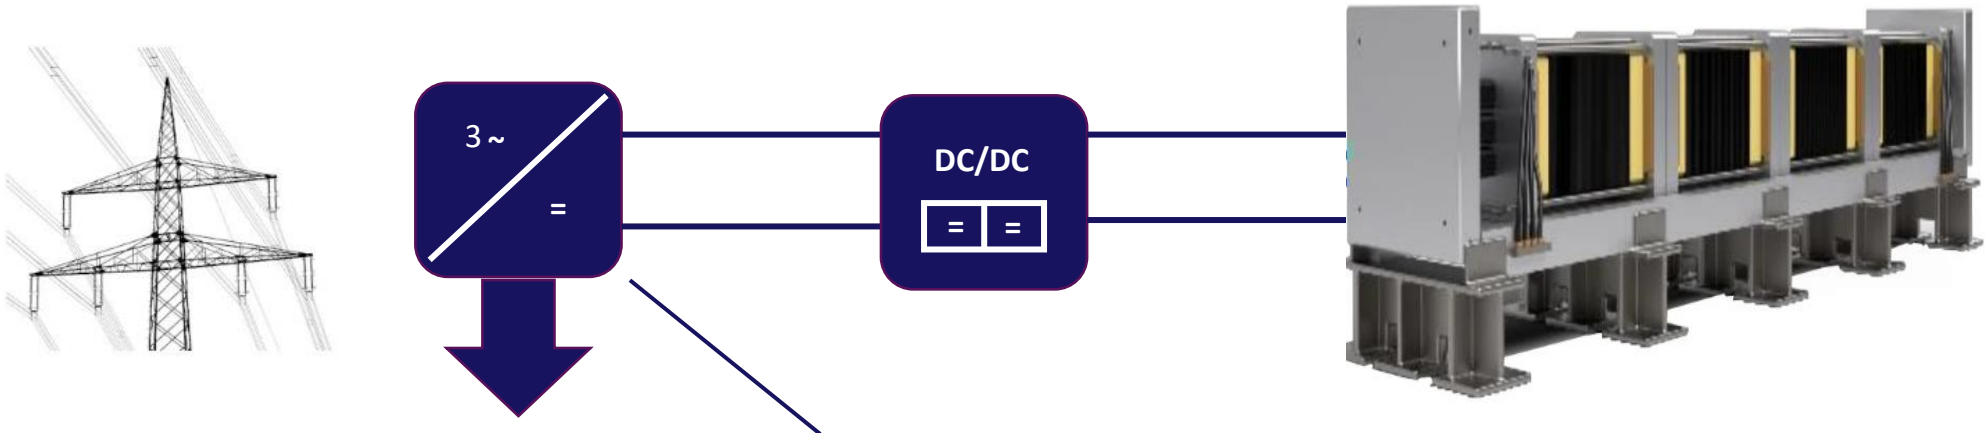 3 ~
=
DC/DC
= =